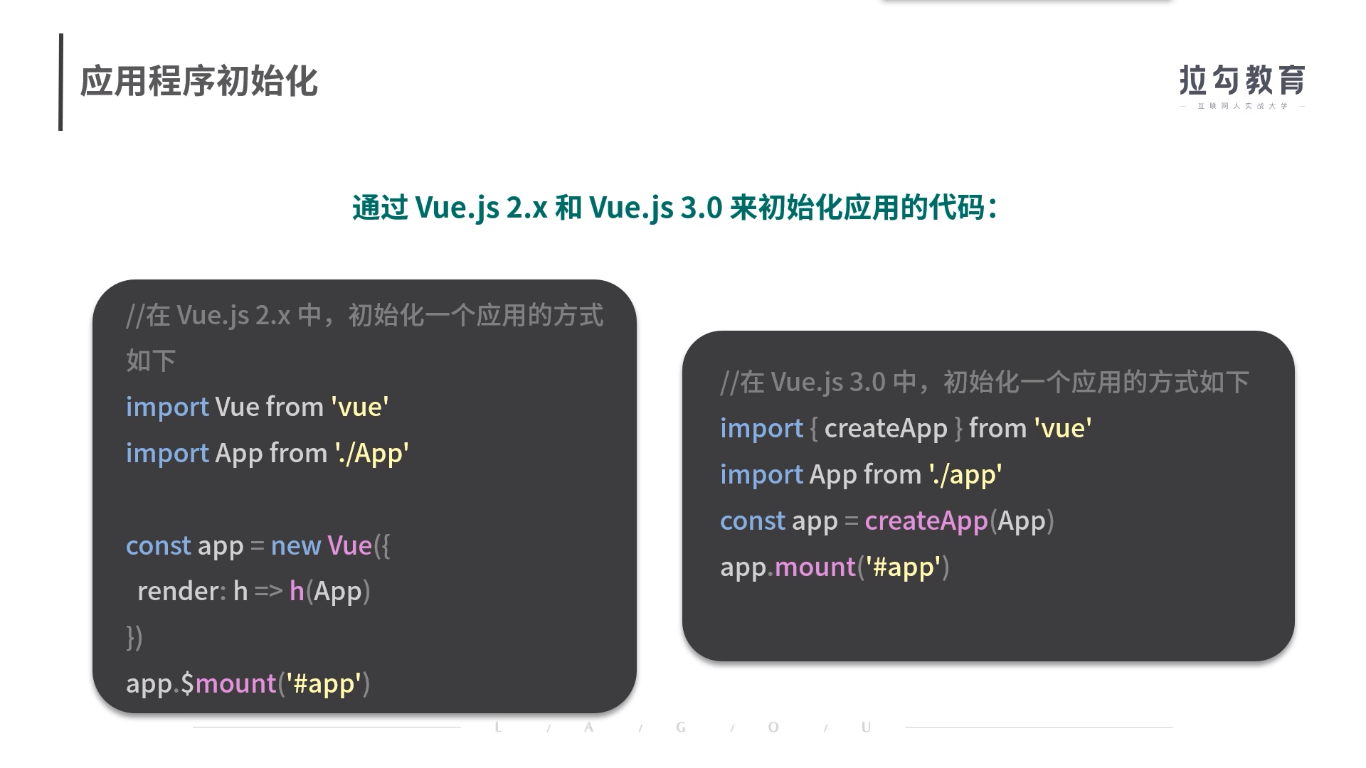 应用程序初始化
拉勾教育
互联网人实战大学
通过 Vue.js 2.x 和 Vue.js 3.0 来初始化应用的代码：
//在 Vue.js 2.x 中，初始化一个应用的方式
如下
import Vue from 'vue'
import App from './App'
const app = new Vue({
  render: h => h(App)
})
app.$mount('#app')
//在 Vue.js 3.0 中，初始化一个应用的方式如下
import { createApp } from 'vue'
import App from './app'
const app = createApp(App)
app.mount('#app')
L / A / G / O / U